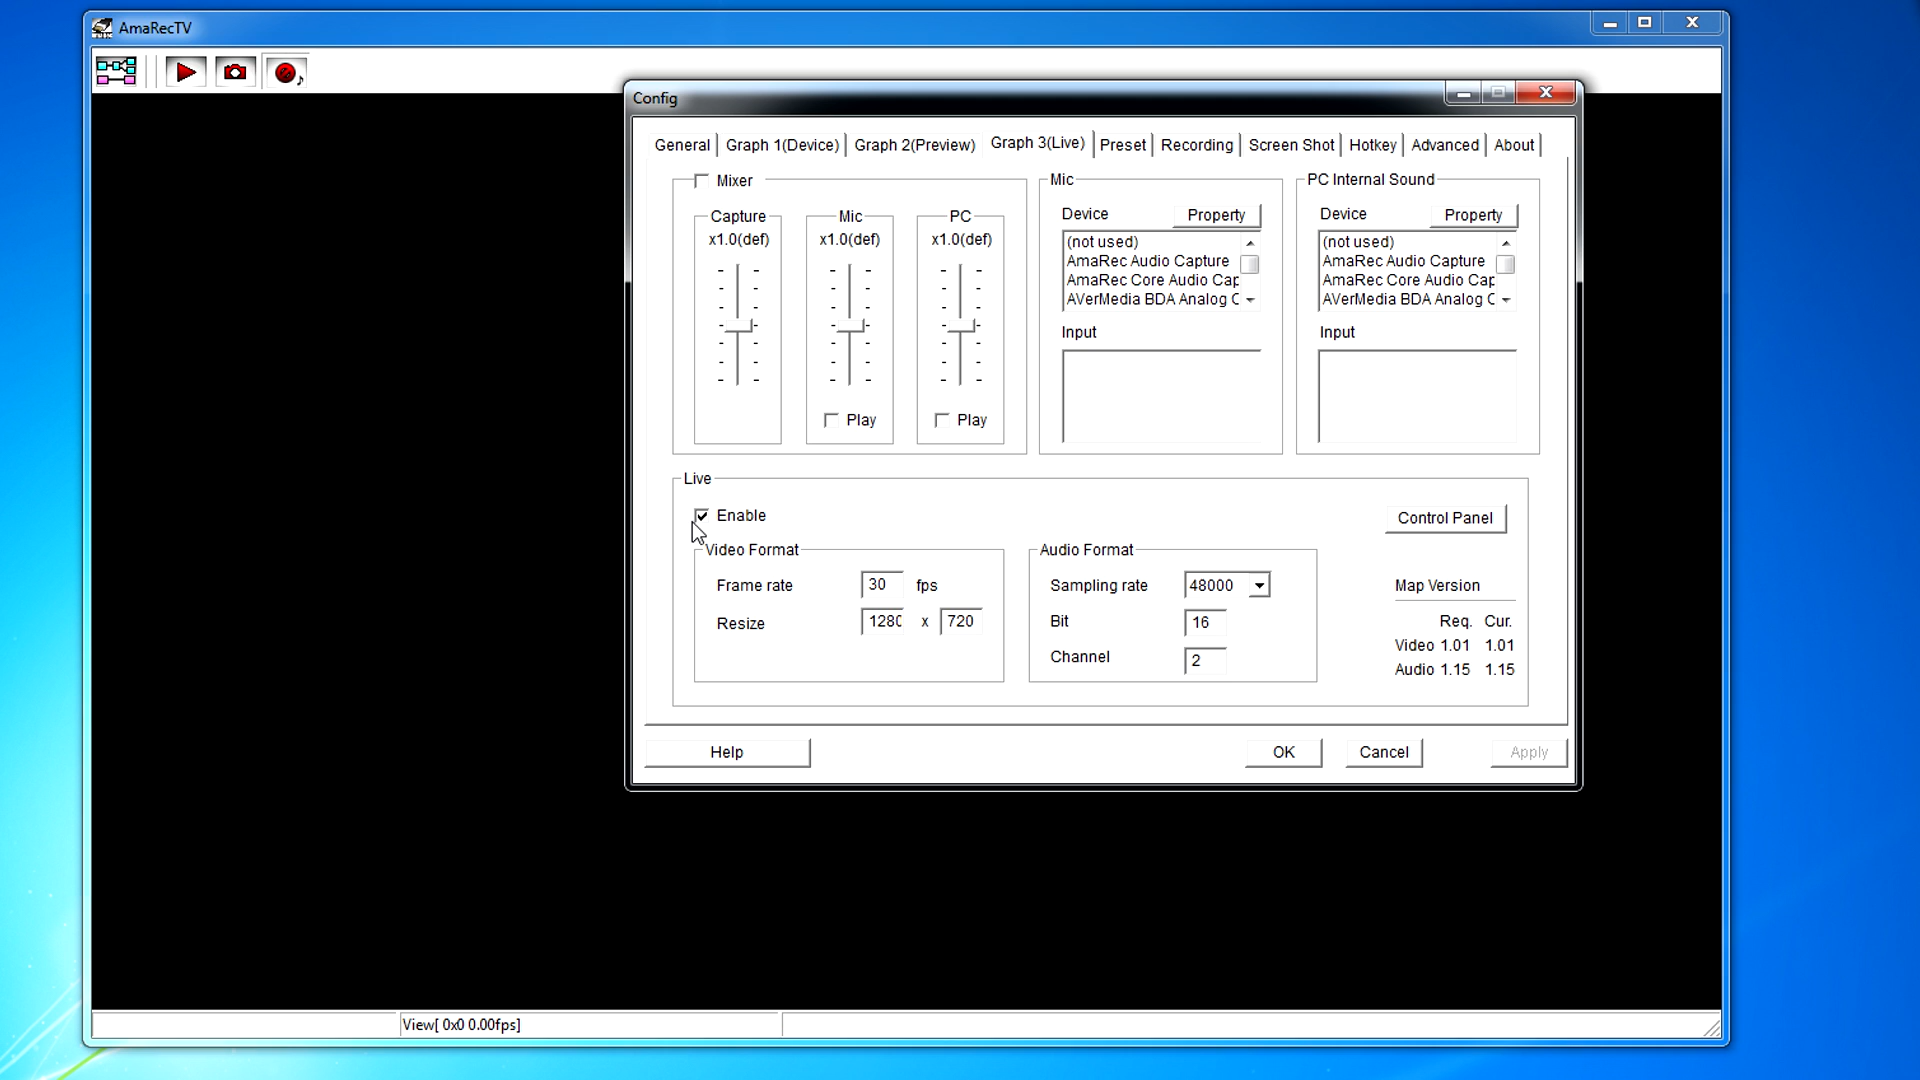 AmaRecTV
Config
General Graph 1(Device) Graph 2(Preview) Graph 3(Live) Preset Recording Screen Shot Hotkey Advanced About
Mixer
Capture
x1.0(def)
Mic
x1.0(def)
Play
PC
x1.0(def)
Play
Mic
Device Property
(not used)
AmaRec Audio Capture
AmaRec Core Audio Cap
AVerMedia BDA Analog C
Input
PC Internal Sound
Device Property
(not used)
AmaRec Audio Capture
AmaRec Core Audio Cap
AVerMedia BDA Analog C
Input
Live
Enable
Control Panel
Video Format
Frame rate 30 fps
Resize 1280 x 720
Audio Format
Sampling rate 48000
Bit 16
Channel 2
Map Version
Req. Cur.
Video 1.01 1.01
Audio 1.15 1.15
Help OK Cancel Apply
View[ 0x0 0.00fps]